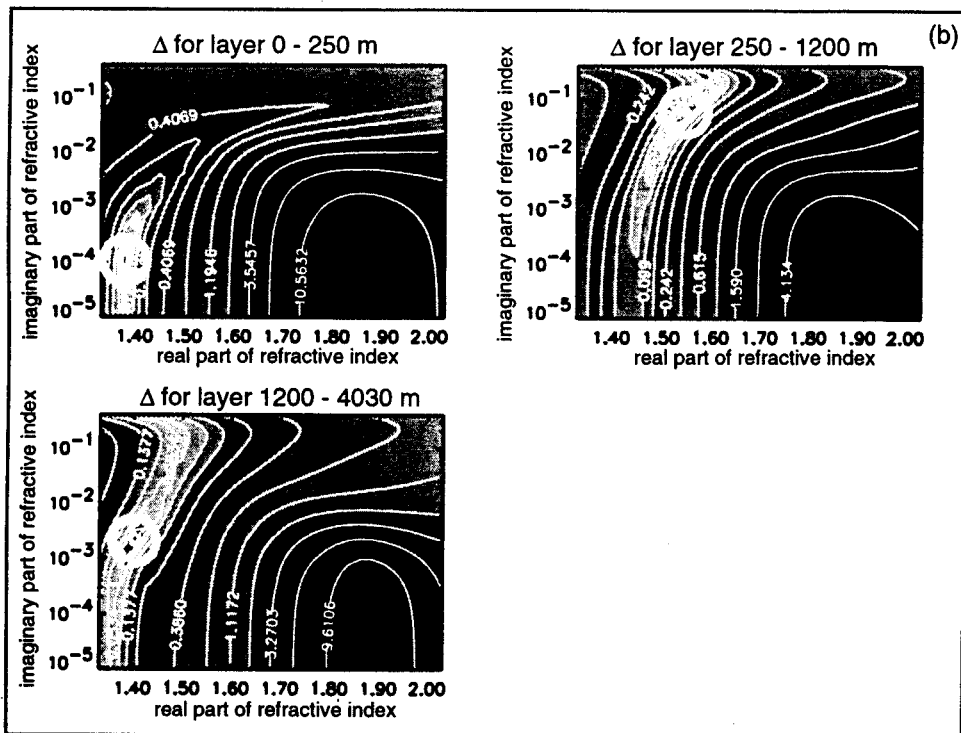 (b)
Δ for layer 0 - 250 m
imaginary part of refractive index
10⁻¹
10⁻²
10⁻³
10⁻⁴
10⁻⁵
0.4069
0.4069
1.1948
3.5457
10.5632
1.40 1.50 1.60 1.70 1.80 1.90 2.00
real part of refractive index
Δ for layer 250 - 1200 m
imaginary part of refractive index
10⁻¹
10⁻²
10⁻³
10⁻⁴
10⁻⁵
0.242
0.089
0.242
0.615
1.590
4.134
1.40 1.50 1.60 1.70 1.80 1.90 2.00
real part of refractive index
Δ for layer 1200 - 4030 m
imaginary part of refractive index
10⁻¹
10⁻²
10⁻³
10⁻⁴
10⁻⁵
0.1377
0.1377
0.3860
1.1172
3.2703
9.6106
1.40 1.50 1.60 1.70 1.80 1.90 2.00
real part of refractive index